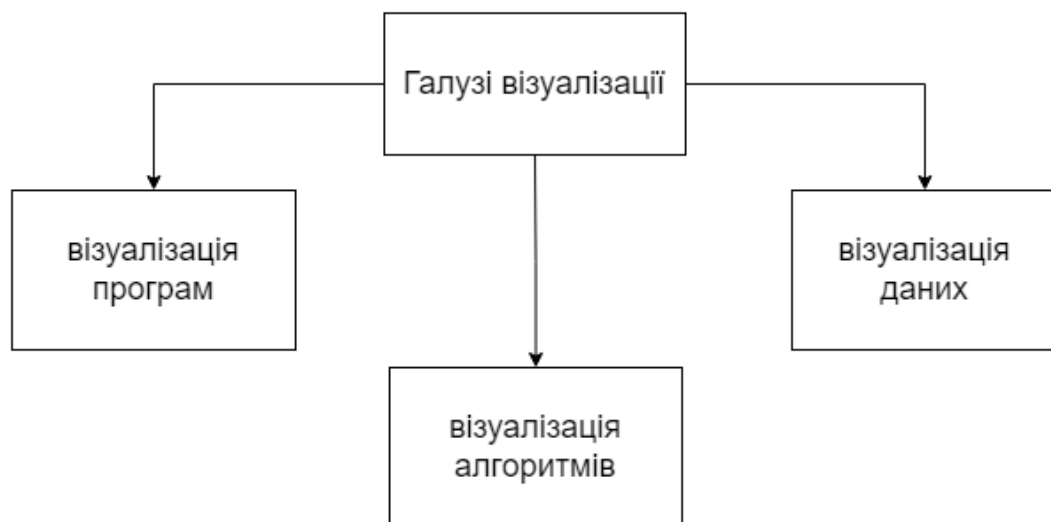 Галузі візуалізації
візуалізація
програм
візуалізація
даних
візуалізація
алгоритмів